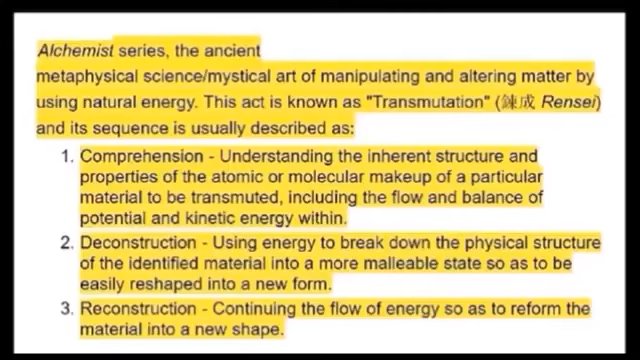 Alchemist series, the ancient
metaphysical science/mystical art of manipulating and altering matter by
using natural energy. This act is known as "Transmutation" (錬成 Rensei)
and its sequence is usually described as:
1. Comprehension - Understanding the inherent structure and
properties of the atomic or molecular makeup of a particular
material to be transmuted, including the flow and balance of
potential and kinetic energy within.
2. Deconstruction - Using energy to break down the physical structure
of the identified material into a more malleable state so as to be
easily reshaped into a new form.
3. Reconstruction - Continuing the flow of energy so as to reform the
material into a new shape.